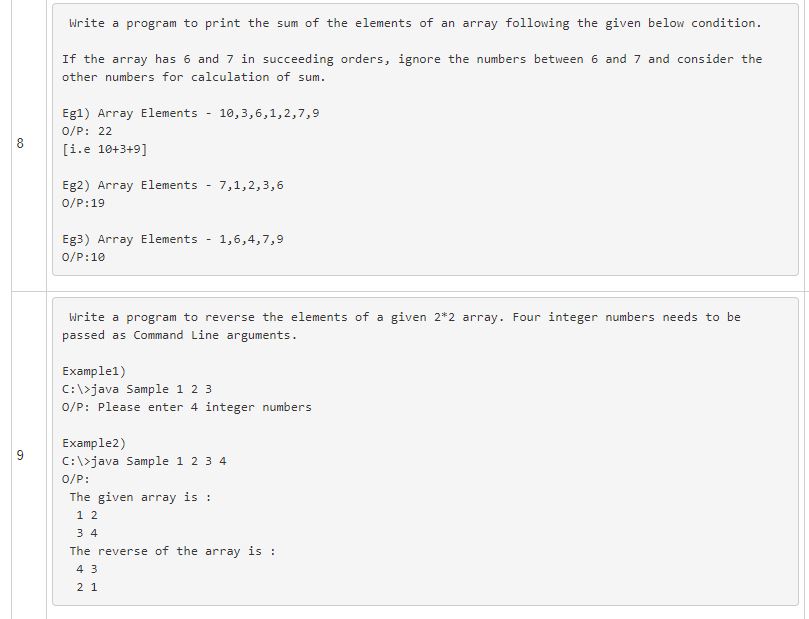 8
Write a program to print the sum of the elements of an array following the given below condition.
If the array has 6 and 7 in succeeding orders, ignore the numbers between 6 and 7 and consider the
other numbers for calculation of sum.
Eg1) Array Elements - 10,3,6,1,2,7,9
O/P: 22
[i.e 10+3+9]
Eg2) Array Elements - 7,1,2,3,6
O/P:19
Eg3) Array Elements - 1,6,4,7,9
O/P:10
9
Write a program to reverse the elements of a given 2*2 array. Four integer numbers needs to be
passed as Command Line arguments.
Example1)
C:\>java Sample 1 2 3
O/P: Please enter 4 integer numbers
Example2)
C:\>java Sample 1 2 3 4
O/P:
The given array is :
1 2
3 4
The reverse of the array is :
4 3
2 1